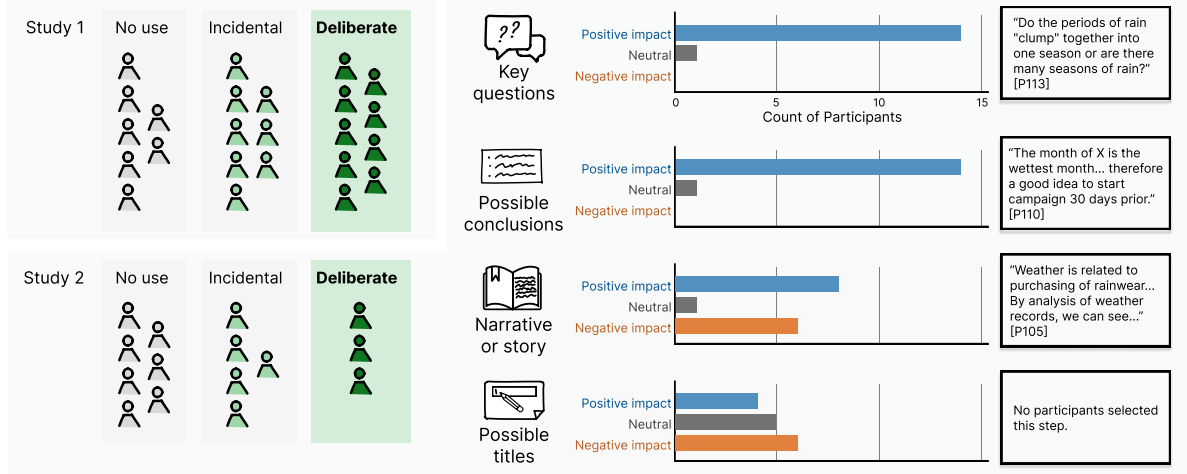 Study 1
No use
Incidental
Deliberate
Study 2
No use
Incidental
Deliberate
??
Key
questions
Positive impact
Neutral
Negative impact
0
5
10
15
Count of Participants
“Do the periods of rain
"clump" together into
one season or are there
many seasons of rain?”
[P113]
Possible
conclusions
Positive impact
Neutral
Negative impact
“The month of X is the
wettest month... therefore
a good idea to start
campaign 30 days prior.”
[P110]
Narrative
or story
Positive impact
Neutral
Negative impact
“Weather is related to
purchasing of rainwear...
By analysis of weather
records, we can see...”
[P105]
Possible
titles
Positive impact
Neutral
Negative impact
No participants selected
this step.